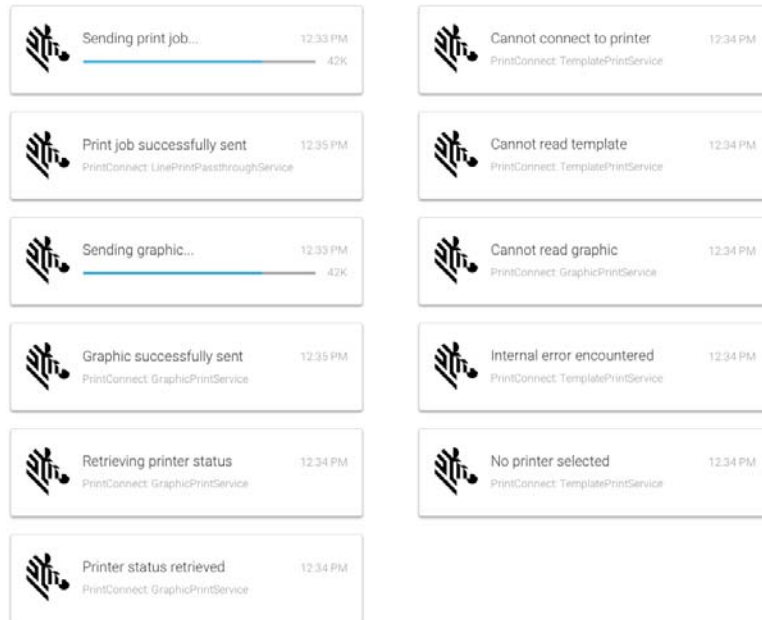 Sending print job... 12:33 PM
42K
Print job successfully sent 12:35 PM
PrintConnect: LinePrintPassthroughService
Sending graphic... 12:33 PM
42K
Graphic successfully sent 12:35 PM
PrintConnect: GraphicPrintService
Retrieving printer status 12:34 PM
PrintConnect: GraphicPrintService
Printer status retrieved 12:34 PM
PrintConnect: GraphicPrintService
Cannot connect to printer 12:34 PM
PrintConnect: TemplatePrintService
Cannot read template 12:34 PM
PrintConnect: TemplatePrintService
Cannot read graphic 12:34 PM
PrintConnect: GraphicPrintService
Internal error encountered 12:34 PM
PrintConnect: TemplatePrintService
No printer selected 12:34 PM
PrintConnect: TemplatePrintService